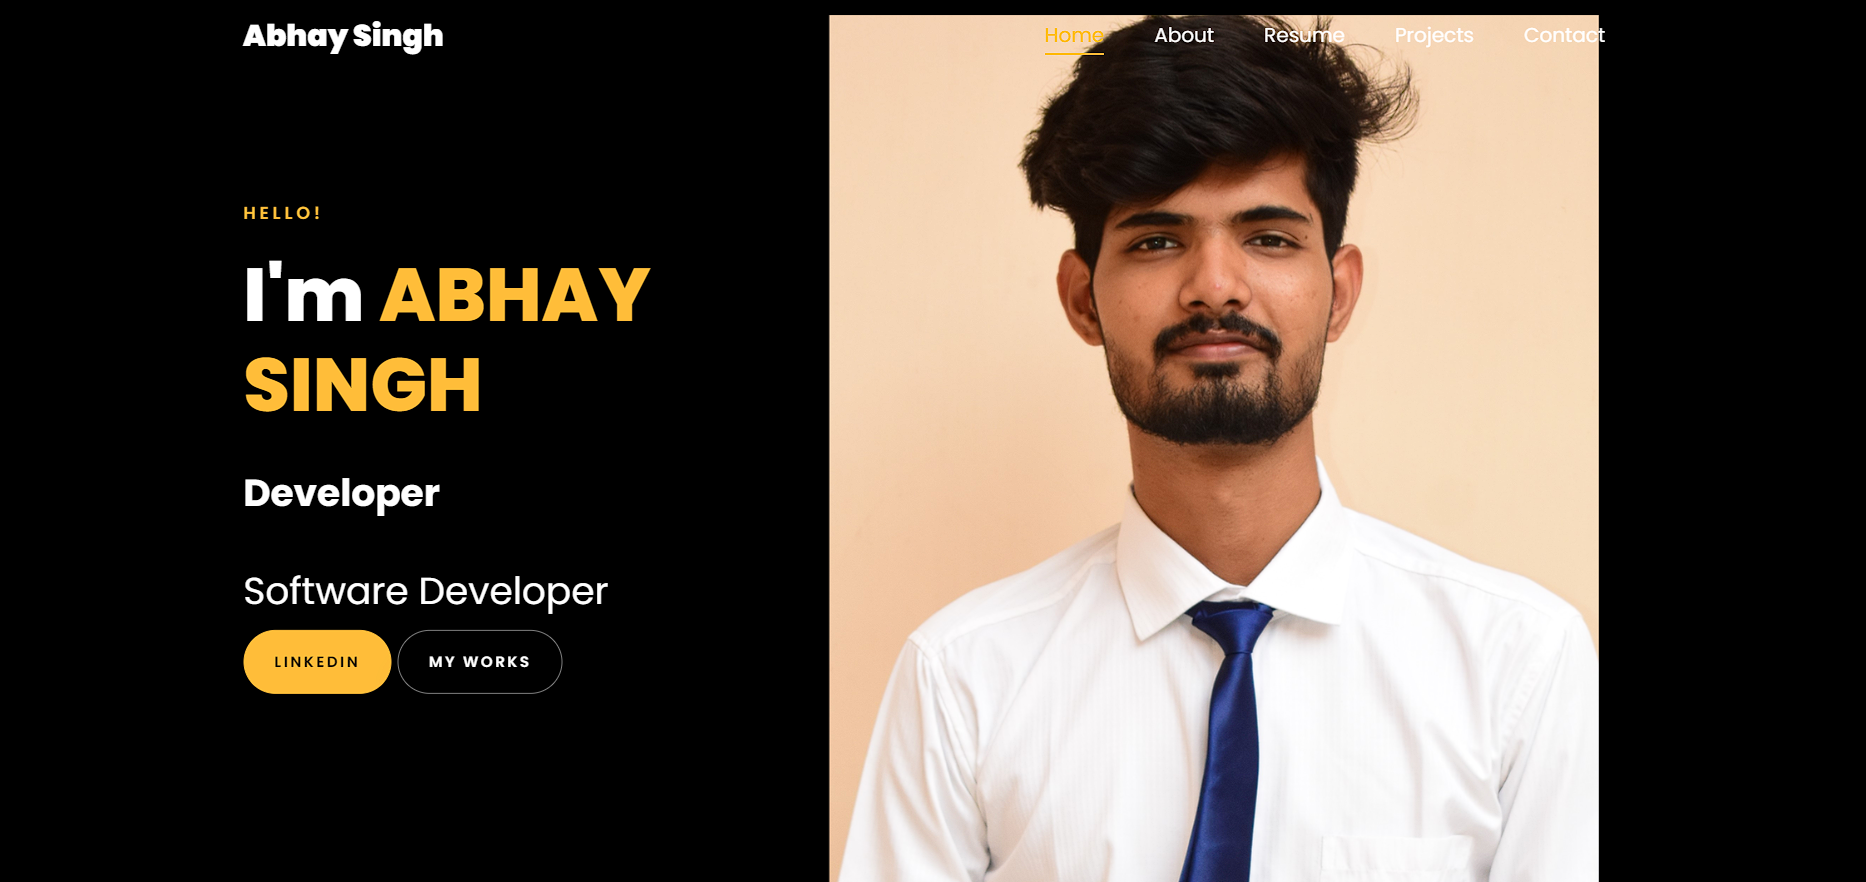 Abhay Singh
Home About Resume Projects Contact
HELLO!
I'm ABHAY
SINGH
Developer
Software Developer
LINKEDIN MY WORKS